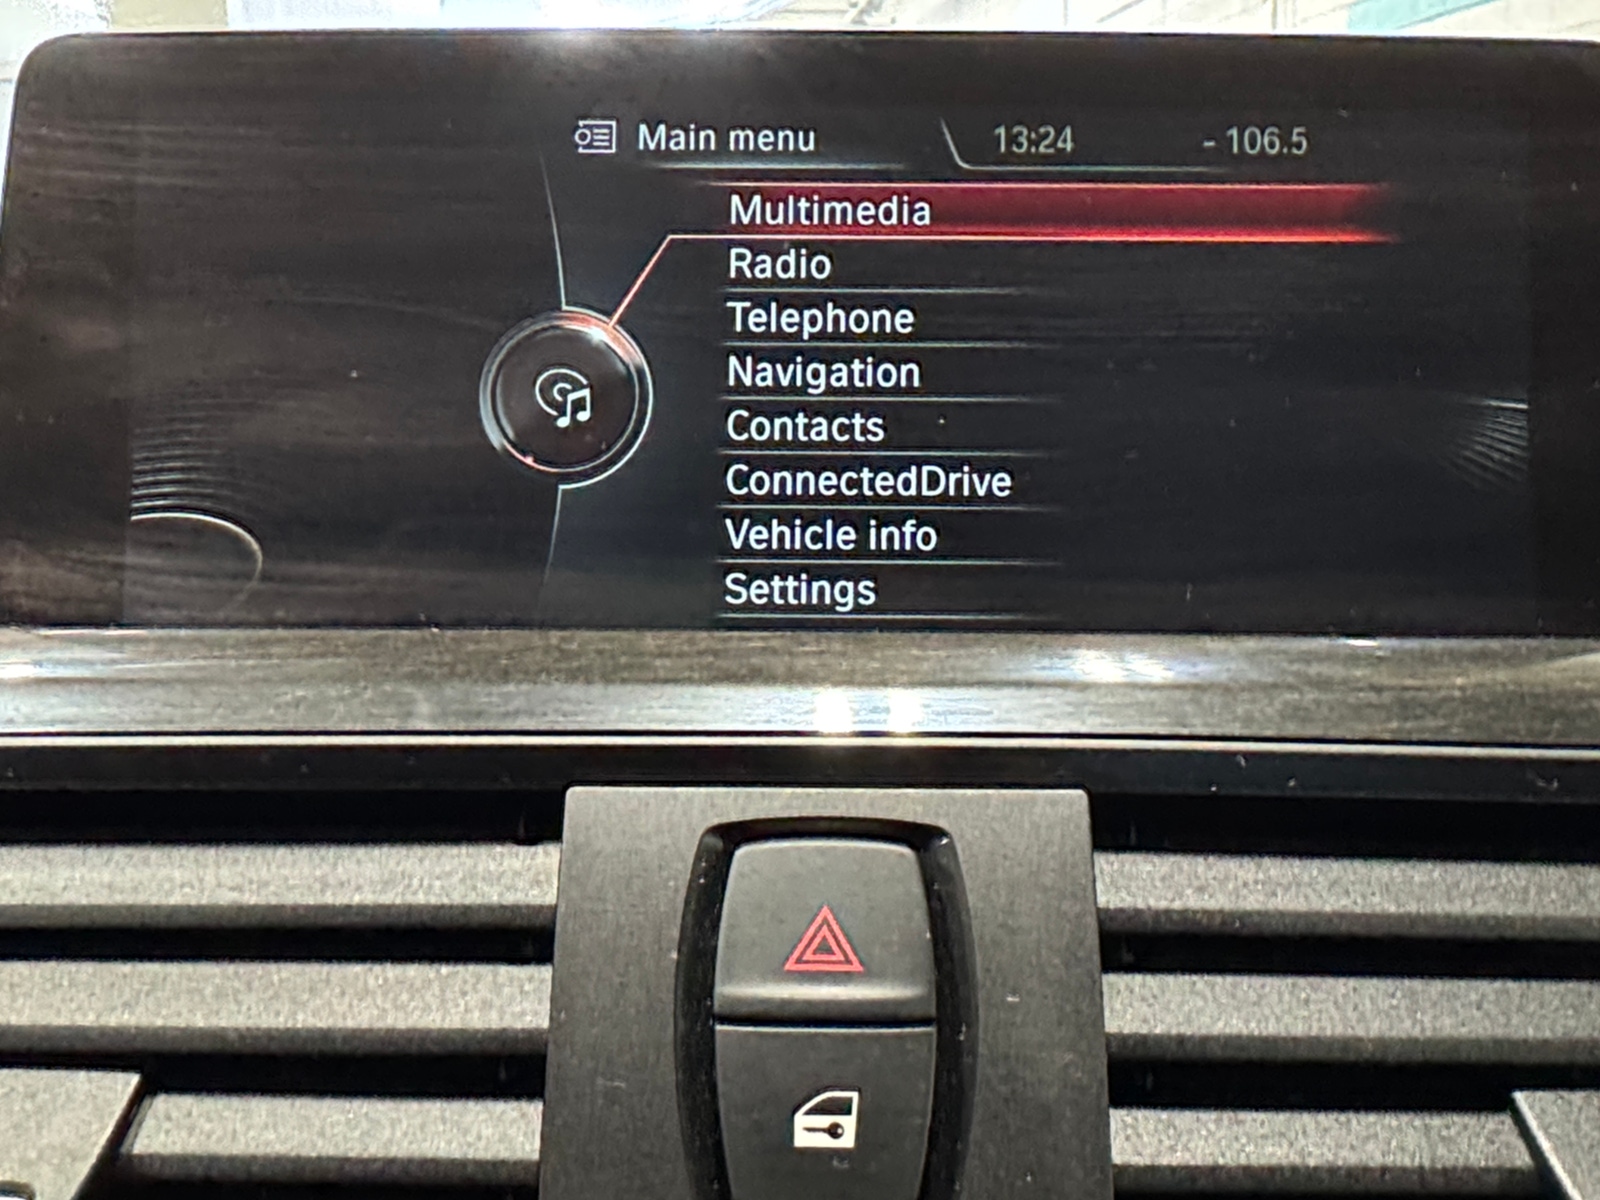 Main menu 13:24 - 106.5
Multimedia
Radio
Telephone
Navigation
Contacts
ConnectedDrive
Vehicle info
Settings